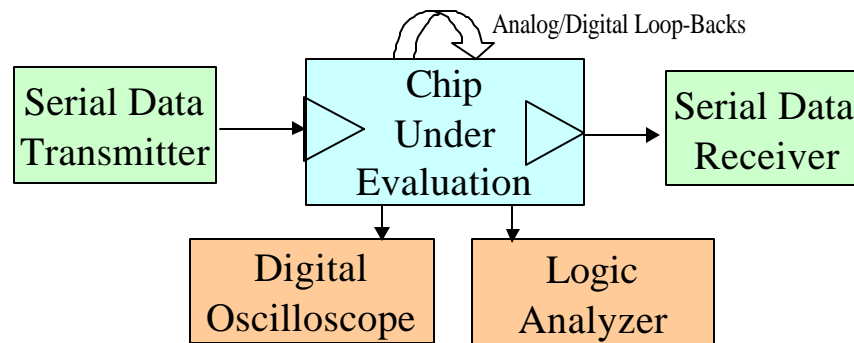 Analog/Digital Loop-Backs
Serial Data
Transmitter
Chip
Under
Evaluation
Serial Data
Receiver
Digital
Oscilloscope
Logic
Analyzer